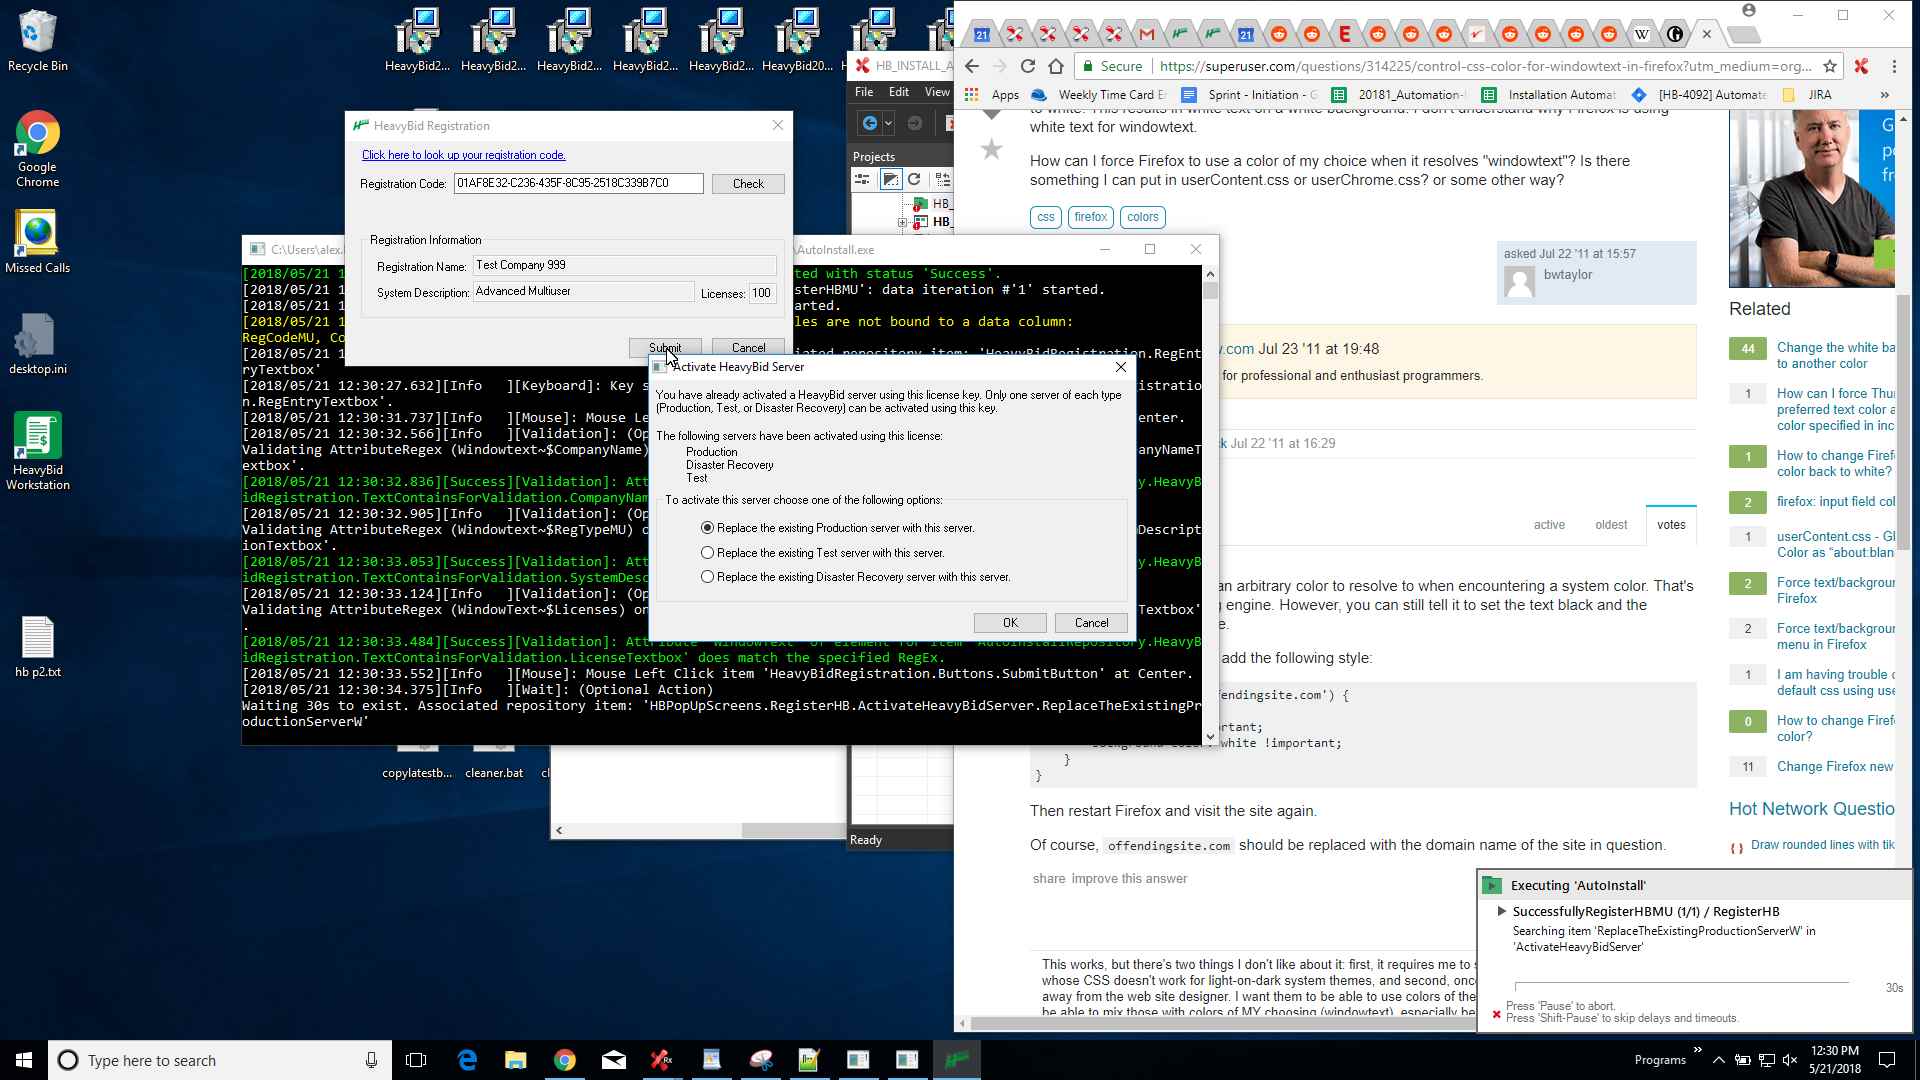 Recycle Bin
Google Chrome
Missed Calls
desktop.ini
HeavyBid Workstation
hb p2.txt
HeavyBid2...
HeavyBid2...
HeavyBid2...
HeavyBid2...
HeavyBid2...
HeavyBid20...
copylatestb...
cleaner.bat
HeavyBid Registration
Click here to look up your registration code.
Registration Code: 01AF8E32-C236-435F-8C95-2518C339B7C0 Check
Registration Information
Registration Name: Test Company 999
System Description: Advanced Multiuser Licenses: 100
Submit Cancel
HB_INSTALL_A
File Edit View
Projects
HB_
HB_
Ready
C:\Users\alex. \AutoInstall.exe
[2018/05/21 1 ted with status 'Success'.
[2018/05/21 1 sterHBMU': data iteration #'1' started.
[2018/05/21 1 arted.
[2018/05/21 1 les are not bound to a data column:
RegCodeMU, Co
[2018/05/21 1 iated repository item: 'HeavyBidRegistration.RegEnt
ryTextbox'
[2018/05/21 12:30:27.632][Info ][Keyboard]: Key s istratio
n.RegEntryTextbox'.
[2018/05/21 12:30:31.737][Info ][Mouse]: Mouse Le enter.
[2018/05/21 12:30:32.566][Info ][Validation]: (Op
Validating AttributeRegex (Windowtext~$CompanyName) anyNameT
extbox'.
[2018/05/21 12:30:32.836][Success][Validation]: Att y.HeavyB
idRegistration.TextContainsForValidation.CompanyNam
[2018/05/21 12:30:32.905][Info ][Validation]: (Op
Validating AttributeRegex (Windowtext~$RegTypeMU) o mDescript
ionTextbox'.
[2018/05/21 12:30:33.053][Success][Validation]: Att y.HeavyB
idRegistration.TextContainsForValidation.SystemDesc
[2018/05/21 12:30:33.124][Info ][Validation]: (Op
Validating AttributeRegex (WindowText~$Licenses) on Textbox'
.
[2018/05/21 12:30:33.484][Success][Validation]: Attribute 'WindowText' of element for item 'AutoInstallRepository.HeavyB
idRegistration.TextContainsForValidation.LicenseTextbox' does match the specified RegEx.
[2018/05/21 12:30:33.552][Info ][Mouse]: Mouse Left Click item 'HeavyBidRegistration.Buttons.SubmitButton' at Center.
[2018/05/21 12:30:34.375][Info ][Wait]: (Optional Action)
Waiting 30s to exist. Associated repository item: 'HBPopUpScreens.RegisterHB.ActivateHeavyBidServer.ReplaceTheExistingPr
oductionServerW'
Activate HeavyBid Server
You have already activated a HeavyBid server using this license key. Only one server of each type
(Production, Test, or Disaster Recovery) can be activated using this key.
The following servers have been activated using this license:
Production
Disaster Recovery
Test
To activate this server choose one of the following options:
Replace the existing Production server with this server.
Replace the existing Test server with this server.
Replace the existing Disaster Recovery server with this server.
OK Cancel
Secure https://superuser.com/questions/314225/control-css-color-for-windowtext-in-firefox?utm_medium=org...
Apps Weekly Time Card E Sprint - Initiation - G 20181_Automation- Installation Automat [HB-4092] Automate JIRA »
to white. This results in white text on a white background. I don't understand why Firefox is using
white text for windowtext.
How can I force Firefox to use a color of my choice when it resolves "windowtext"? Is there
something I can put in userContent.css or userChrome.css? or some other way?
css firefox colors
asked Jul 22 '11 at 15:57
bwtaylor
w.com Jul 23 '11 at 19:48
for professional and enthusiast programmers.
k Jul 22 '11 at 16:29
active oldest votes
an arbitrary color to resolve to when encountering a system color. That's
engine. However, you can still tell it to set the text black and the
e.
add the following style:
endingsite.com') {
rtant;
background-color: white !important;
}
}
Then restart Firefox and visit the site again.
Of course, offendingsite.com should be replaced with the domain name of the site in question.
share improve this answer
This works, but there's two things I don't like about it: first, it requires me to s
whose CSS doesn't work for light-on-dark system themes, and second, onc
away from the web site designer. I want them to be able to use colors of the
be able to mix those with colors of MY choosing (windowtext), especially be
Related
44 Change the white ba
to another color
1 How can I force Thun
preferred text color a
color specified in inc
1 How to change Firef
color back to white?
2 firefox: input field col
1 userContent.css - Gl
Color as "about:blan
2 Force text/backgroun
Firefox
2 Force text/backgroun
menu in Firefox
1 I am having trouble c
default css using use
0 How to change Firef
color?
11 Change Firefox new
Hot Network Questio
Draw rounded lines with tik
Executing 'AutoInstall'
SuccessfullyRegisterHBMU (1/1) / RegisterHB
Searching item 'ReplaceTheExistingProductionServerW' in
'ActivateHeavyBidServer'
30s
Press 'Pause' to abort.
Press 'Shift-Pause' to skip delays and timeouts.
Type here to search
Programs »
12:30 PM
5/21/2018